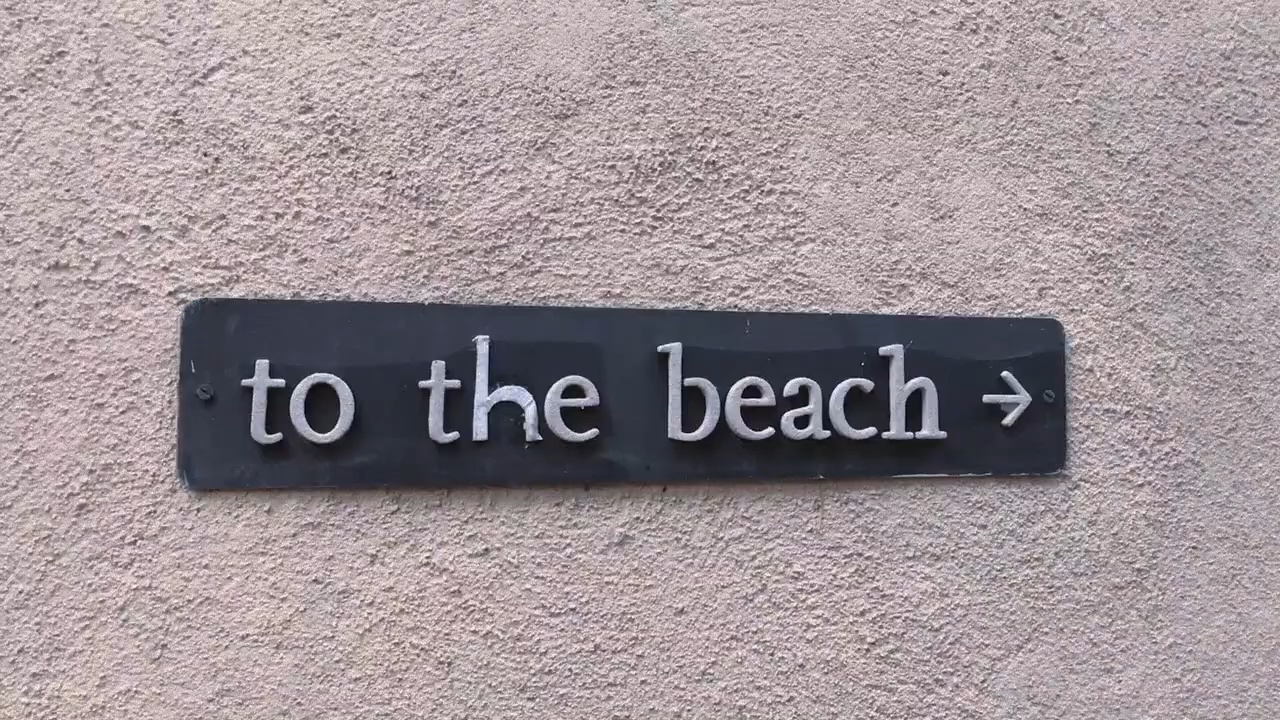 to the beach →